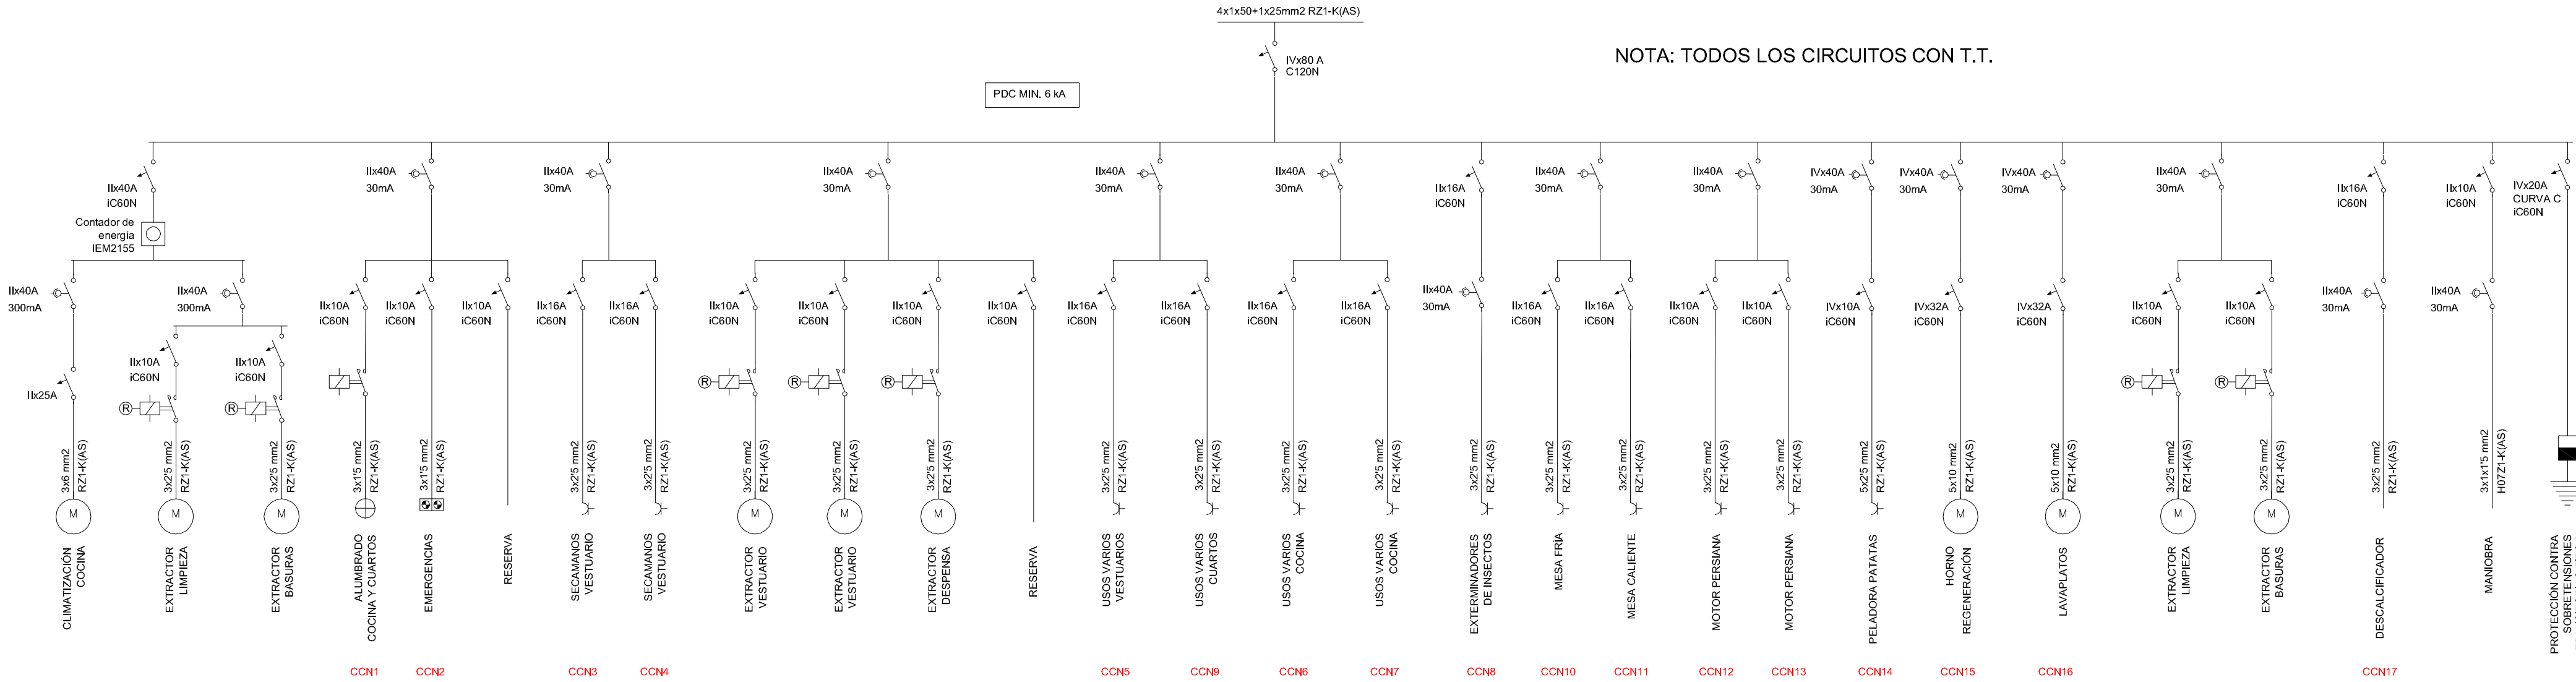 4x1x50+1x25mm2 RZ1-K(AS)
IVx80 A
C120N
NOTA: TODOS LOS CIRCUITOS CON T.T.
PDC MIN. 6 kA
IIx40A
iC60N
Contador de
energía
iEM2155
IIx40A
300mA
IIx25A
3x6 mm2
RZ1-K(AS)
M
CLIMATIZACIÓN
COCINA
IIx40A
300mA
IIx10A
iC60N
R
3x2'5 mm2
RZ1-K(AS)
M
EXTRACTOR
LIMPIEZA
IIx10A
iC60N
R
3x2'5 mm2
RZ1-K(AS)
M
EXTRACTOR
BASURAS
IIx40A
30mA
IIx10A
iC60N
3x1'5 mm2
RZ1-K(AS)
ALUMBRADO
COCINA Y CUARTOS
CCN1
IIx10A
iC60N
3x1'5 mm2
RZ1-K(AS)
EMERGENCIAS
CCN2
IIx10A
iC60N
RESERVA
IIx40A
30mA
IIx16A
iC60N
3x2'5 mm2
RZ1-K(AS)
SECAMANOS
VESTUARIO
CCN3
IIx16A
iC60N
3x2'5 mm2
RZ1-K(AS)
SECAMANOS
VESTUARIO
CCN4
IIx40A
30mA
IIx10A
iC60N
R
3x2'5 mm2
RZ1-K(AS)
M
EXTRACTOR
VESTUARIO
IIx10A
iC60N
R
3x2'5 mm2
RZ1-K(AS)
M
EXTRACTOR
VESTUARIO
IIx10A
iC60N
R
3x2'5 mm2
RZ1-K(AS)
M
EXTRACTOR
DESPENSA
IIx10A
iC60N
RESERVA
IIx40A
30mA
IIx16A
iC60N
3x2'5 mm2
RZ1-K(AS)
USOS VARIOS
VESTUARIOS
CCN5
IIx16A
iC60N
3x2'5 mm2
RZ1-K(AS)
USOS VARIOS
CUARTOS
CCN9
IIx40A
30mA
IIx16A
iC60N
3x2'5 mm2
RZ1-K(AS)
USOS VARIOS
COCINA
CCN6
IIx16A
iC60N
3x2'5 mm2
RZ1-K(AS)
USOS VARIOS
COCINA
CCN7
IIx16A
iC60N
IIx40A
30mA
3x2'5 mm2
RZ1-K(AS)
EXTERMINADORES
DE INSECTOS
CCN8
IIx40A
30mA
IIx16A
iC60N
3x2'5 mm2
RZ1-K(AS)
MESA FRÍA
CCN10
IIx16A
iC60N
3x2'5 mm2
RZ1-K(AS)
MESA CALIENTE
CCN11
IIx40A
30mA
IIx10A
iC60N
3x2'5 mm2
RZ1-K(AS)
MOTOR PERSIANA
CCN12
IIx10A
iC60N
3x2'5 mm2
RZ1-K(AS)
MOTOR PERSIANA
CCN13
IVx40A
30mA
IVx10A
iC60N
5x2'5 mm2
RZ1-K(AS)
PELADORA PATATAS
CCN14
IVx40A
30mA
IVx32A
iC60N
5x10 mm2
RZ1-K(AS)
M
HORNO
REGENERACIÓN
CCN15
IVx40A
30mA
IVx32A
iC60N
5x10 mm2
RZ1-K(AS)
M
LAVAPLATOS
CCN16
IIx40A
30mA
IIx10A
iC60N
R
3x2'5 mm2
RZ1-K(AS)
M
EXTRACTOR
LIMPIEZA
IIx10A
iC60N
R
3x2'5 mm2
RZ1-K(AS)
M
EXTRACTOR
BASURAS
IIx16A
iC60N
IIx40A
30mA
3x2'5 mm2
RZ1-K(AS)
DESCALCIFICADOR
CCN17
IIx10A
iC60N
IIx40A
30mA
3x1x1'5 mm2
H07Z1-K(AS)
MANIOBRA
IVx20A
CURVA C
iC60N
PROTECCIÓN CONTRA
SOBRETENSIONES